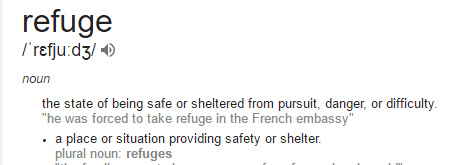 refuge
/ˈrɛfjuːdʒ/
noun
the state of being safe or sheltered from pursuit, danger, or difficulty.
"he was forced to take refuge in the French embassy"
• a place or situation providing safety or shelter.
plural noun: refuges